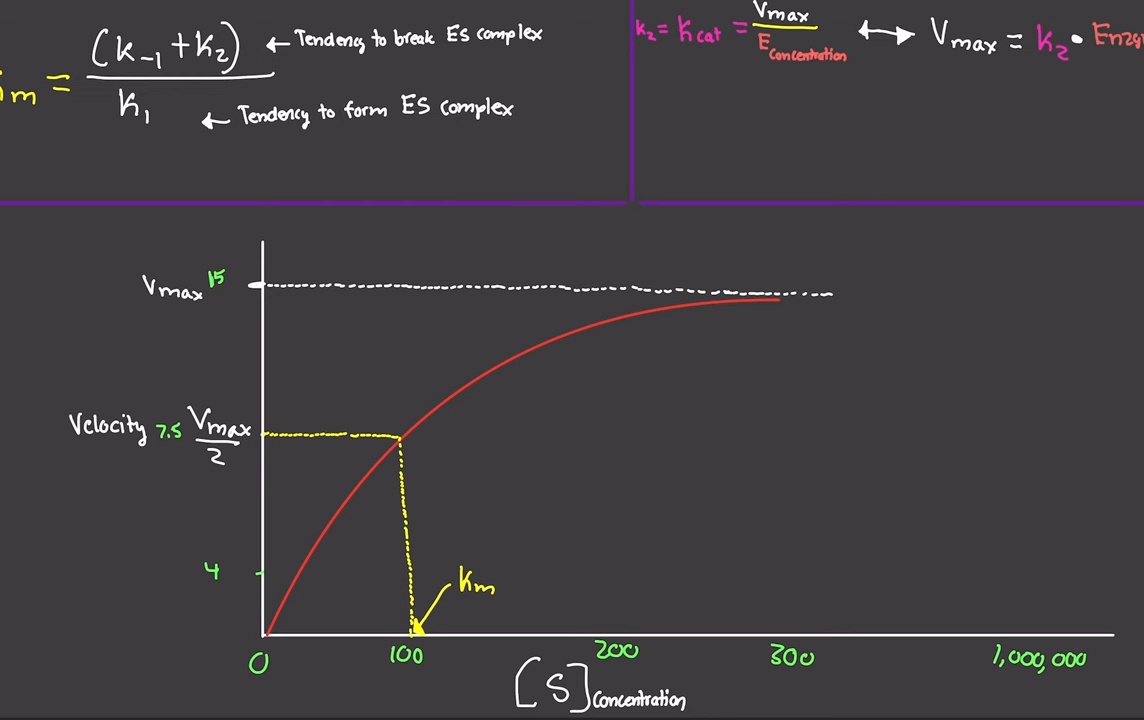 m = (k-1 + k2) ← Tendency to break ES complex
k1 ← Tendency to form ES complex
k2 = kcat = Vmax
E concentration
Vmax = k2 •
Vmax 15
Velocity 7.5 Vmax
2
4
km
0 100 200 300 1,000,000
[S] Concentration